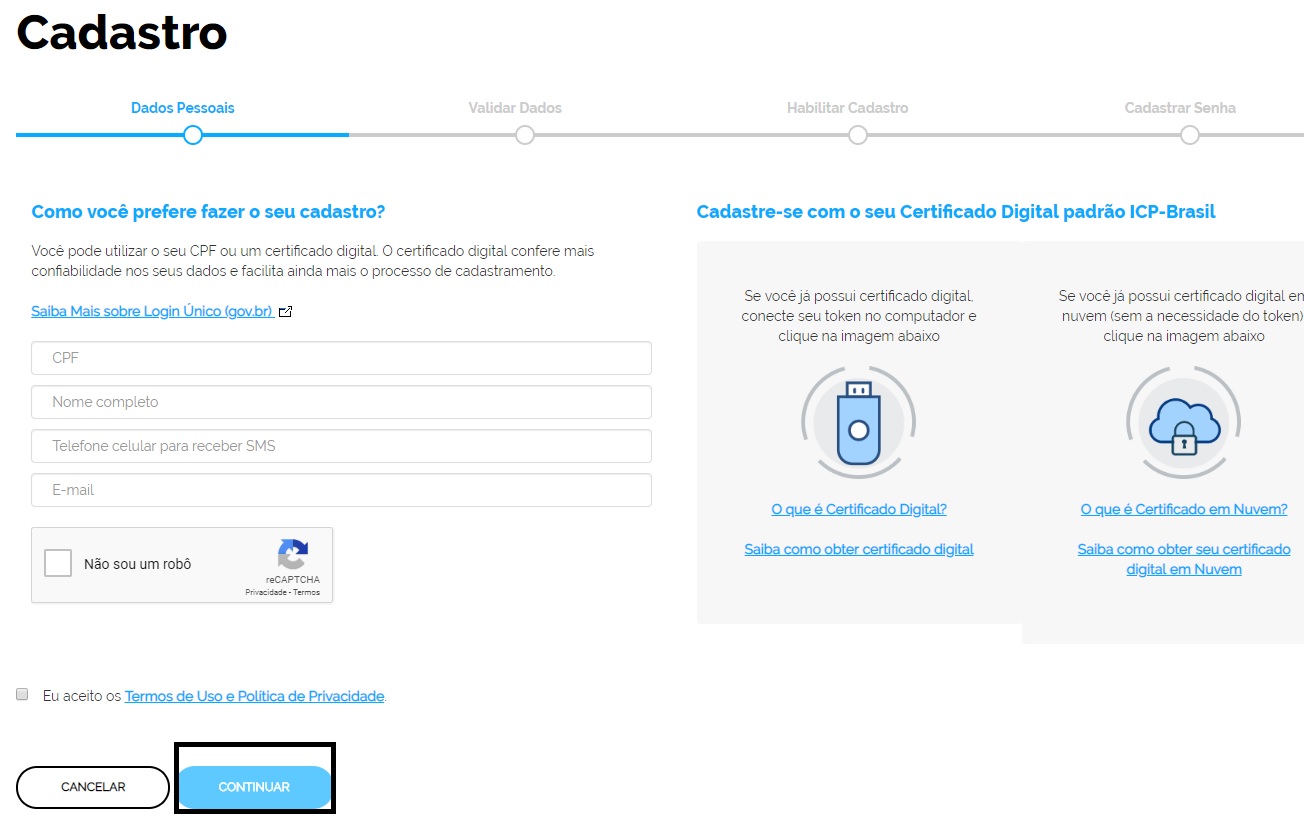 Cadastro
Dados Pessoais
Validar Dados
Habilitar Cadastro
Cadastrar Senha
Como você prefere fazer o seu cadastro?
Você pode utilizar o seu CPF ou um certificado digital. O certificado digital confere mais
confiabilidade nos seus dados e facilita ainda mais o processo de cadastramento.
Saiba Mais sobre Login Único (gov.br)
CPF
Nome completo
Telefone celular para receber SMS
E-mail
Não sou um robô
reCAPTCHA
Privacidade - Termos
Cadastre-se com o seu Certificado Digital padrão ICP-Brasil
Se você já possui certificado digital,
conecte seu token no computador e
clique na imagem abaixo
O que é Certificado Digital?
Saiba como obter certificado digital
Se você já possui certificado digital em
nuvem (sem a necessidade do token)
clique na imagem abaixo
O que é Certificado em Nuvem?
Saiba como obter seu certificado
digital em Nuvem
Eu aceito os Termos de Uso e Política de Privacidade.
CANCELAR
CONTINUAR